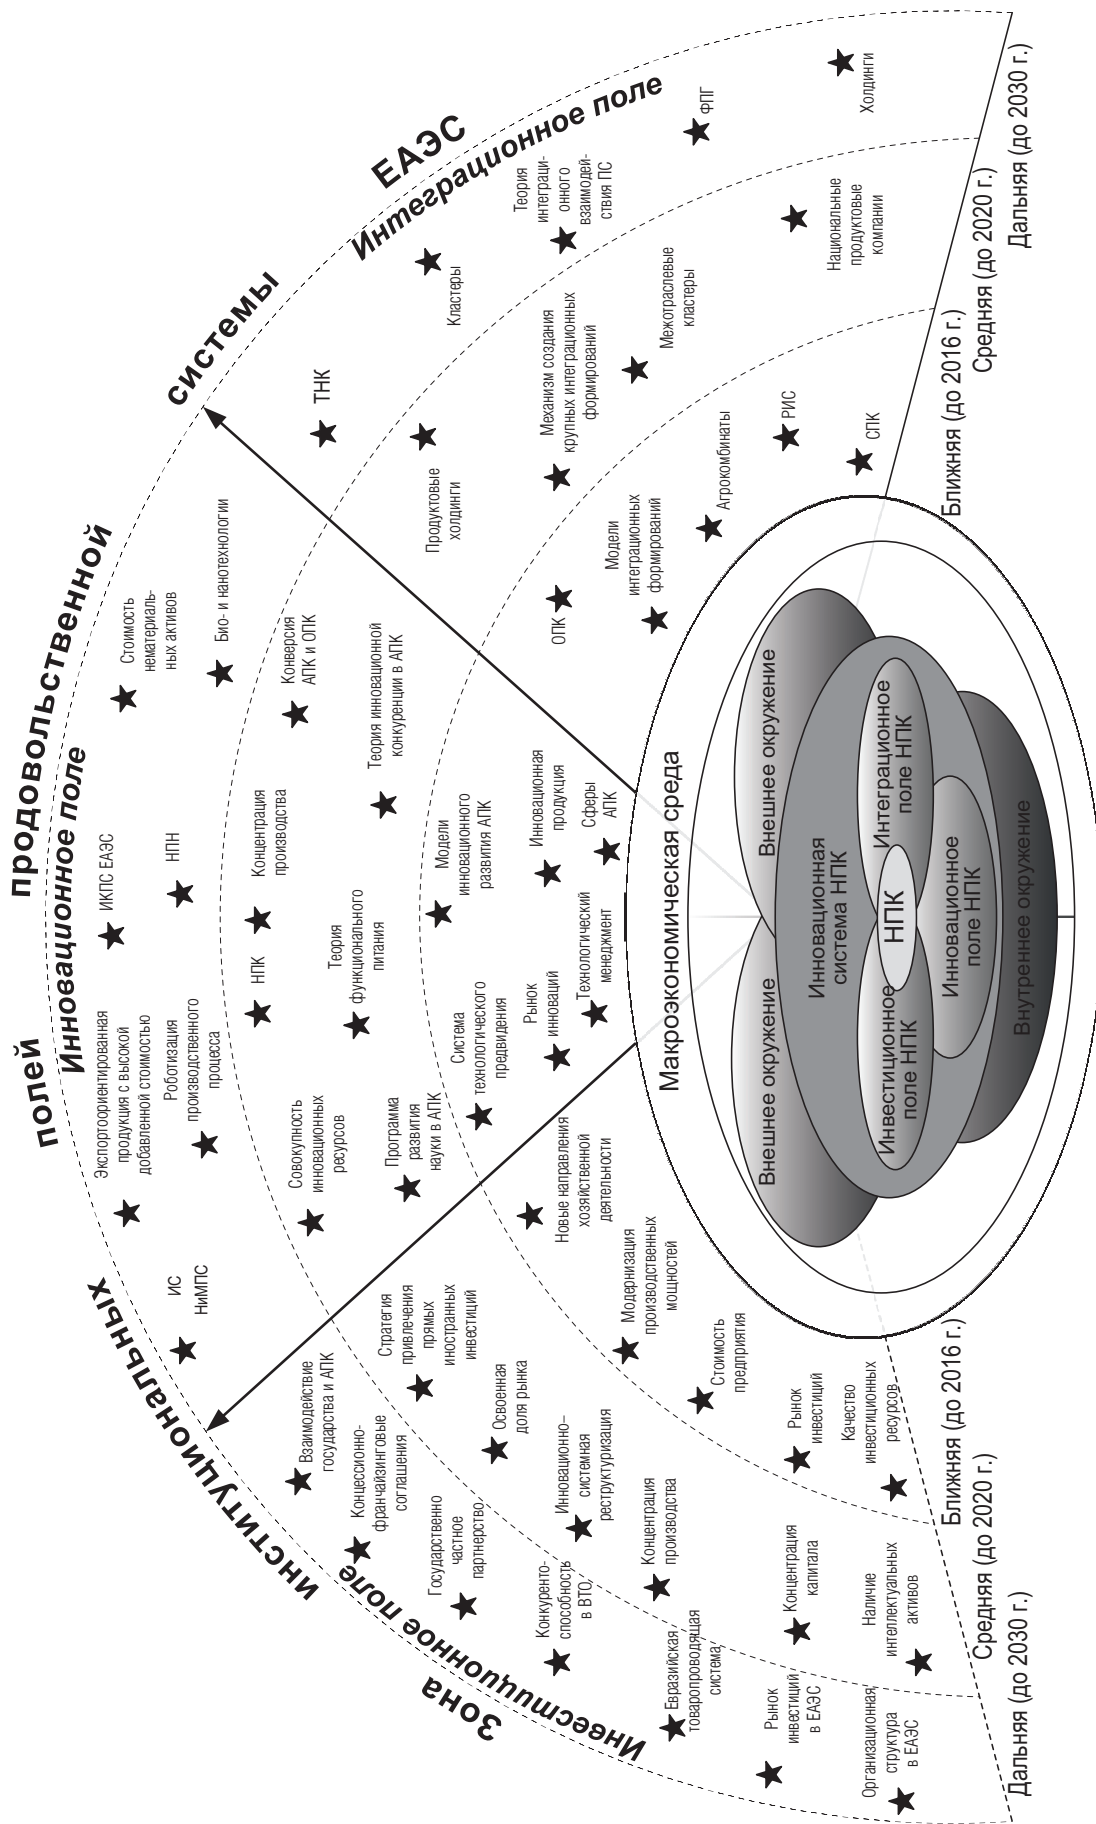 Зона институциональных полей продовольственной системы ЕАЭС
Инвестиционное поле
Инновационное поле
Интеграционное поле
Организационная
структура
в ЕАЭС
Рынок
инвестиций
в ЕАЭС
Евразийская
товаропроводящая
система
Конкуренто-
способность
в ВТО
Государственно
частное
партнерство
Концессионно-
франчайзинговые
соглашения
Взаимодействие
государства и АПК
Наличие
интеллектуальных
активов
Концентрация
капитала
Концентрация
производства
Инновационно–
системная
реструктуризация
Освоенная
доля рынка
Стратегия
привлечения
прямых
иностранных
инвестиций
Качество
инвестиционных
ресурсов
Рынок
инвестиций
Стоимость
предприятия
Модернизация
производственных
мощностей
Новые направления
хозяйственной
деятельности
ИС
НиМПС
Экспорториентированная
продукция с высокой
добавленной стоимостью
Роботизация
производственного
процесса
ИКПС ЕАЭС
НПН
Стоимость
нематериаль-
ных активов
Био- и нанотехнологии
Совокупность
инновационных
ресурсов
Программа
развития
науки в АПК
НПК
Теория
функционального
питания
Концентрация
производства
Конверсия
АПК и ОПК
Теория инновационной
конкуренции в АПК
Система
технологического
предвидения
Рынок
инноваций
Технологический
менеджмент
Модели
инновационного
развития АПК
Инновационная
продукция
Сферы
АПК
ТНК
Кластеры
Теория
интеграци-
онного
взаимодей-
ствия ПС
ФПГ
Холдинги
Продуктовые
холдинги
Механизм создания
крупных интеграционных
формирований
Межотраслевые
кластеры
Национальные
продуктовые
компании
ОПК
Модели
интеграционных
формирований
Агрокомбинаты
РИС
СПК
Макроэкономическая среда
Внешнее окружение
Внешнее окружение
Инновационная
система НПК
Инвестиционное
поле НПК
НПК
Интеграционное
поле НПК
Инновационное
поле НПК
Внутреннее окружение
Ближняя (до 2016 г.)
Средняя (до 2020 г.)
Дальняя (до 2030 г.)
Ближняя (до 2016 г.)
Средняя (до 2020 г.)
Дальняя (до 2030 г.)